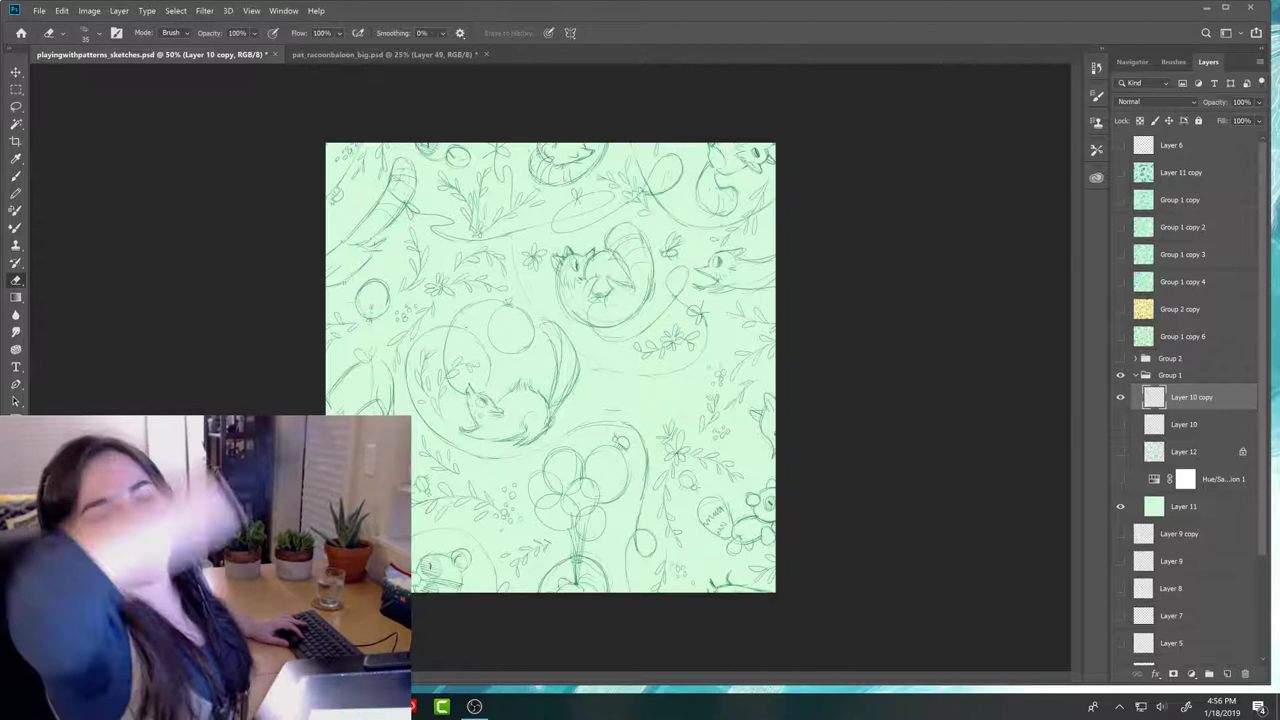 File Edit Image Layer Type Select Filter 3D View Window Help
35 Mode: Brush Opacity: 100% Flow: 100% Smoothing: 0% Erase to History
playingwithpatterns_sketches.psd @ 50% (Layer 10 copy, RGB/8) * × pat_racoonbaloon_big.psd @ 25% (Layer 49, RGB/8) * ×
Navigator Brushes Layers
Kind
Normal Opacity: 100%
Lock: Fill: 100%
Layer 6
Layer 11 copy
Group 1 copy
Group 1 copy 2
Group 1 copy 3
Group 1 copy 4
Group 2 copy
Group 1 copy 6
Group 2
Group 1
Layer 10 copy
Layer 10
Layer 12
Hue/Sa...ion 1
Layer 11
Layer 9 copy
Layer 9
Layer 8
Layer 7
Layer 5
4:56 PM
1/18/2019